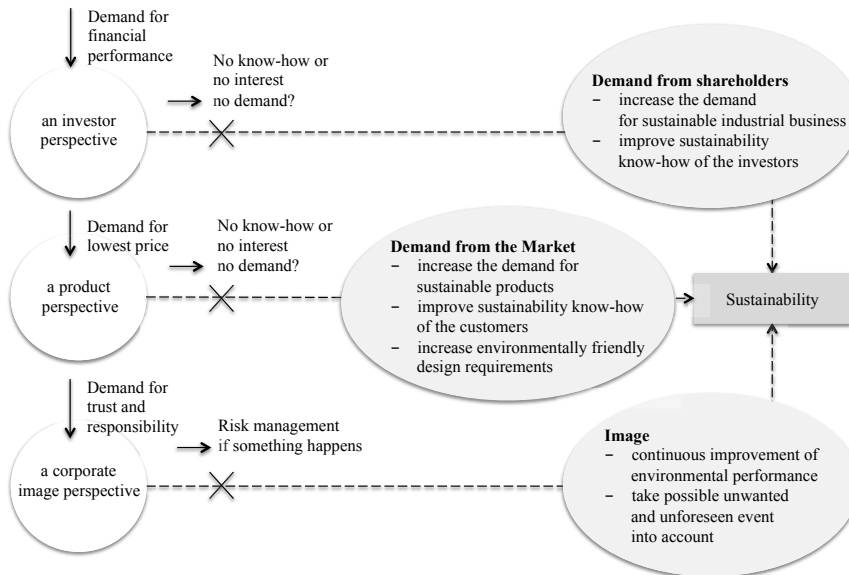 Demand for
financial
performance
an investor
perspective
No know-how or
no interest
no demand?
Demand from shareholders
– increase the demand
for sustainable industrial business
– improve sustainability
know-how of the investors
Demand for
lowest price
a product
perspective
No know-how or
no interest
no demand?
Demand from the Market
– increase the demand for
sustainable products
– improve sustainability know-how
of the customers
– increase environmentally friendly
design requirements
Sustainability
Demand for
trust and
responsibility
a corporate
image perspective
Risk management
if something happens
Image
– continuous improvement of
environmental performance
– take possible unwanted
and unforeseen event
into account